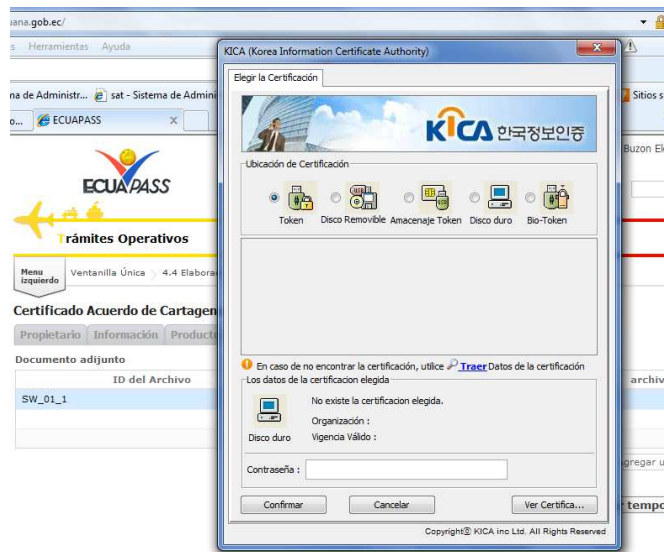 ana.gob.ec/
Herramientas Ayuda
na de Administr... sat - Sistema de Admini
Sitios s
ECUAPASS x
ECUAPASS
Buzon El
Trámites Operativos
Menu izquierdo
Ventanilla Única 4.4 Elabora
Certificado Acuerdo de Cartagen
Propietario Información Product
Documento adjunto
ID del Archivo
archiv
SW_01_1
gregar u
tempo
KICA (Korea Information Certificate Authority)
Elegir la Certificación
KICA 한국정보인증
Ubicación de Certificación
Token Disco Removible Amacenaje Token Disco duro Bio-Token
En caso de no encontrar la certificación, utilce Traer Datos de la certificación
Los datos de la certificacion elegida
No existe la certificacion elegida.
Organización :
Disco duro Vigencia Válido :
Contraseña :
Confirmar Cancelar Ver Certifica...
Copyrightⓒ KICA inc Ltd. All Rights Reserved